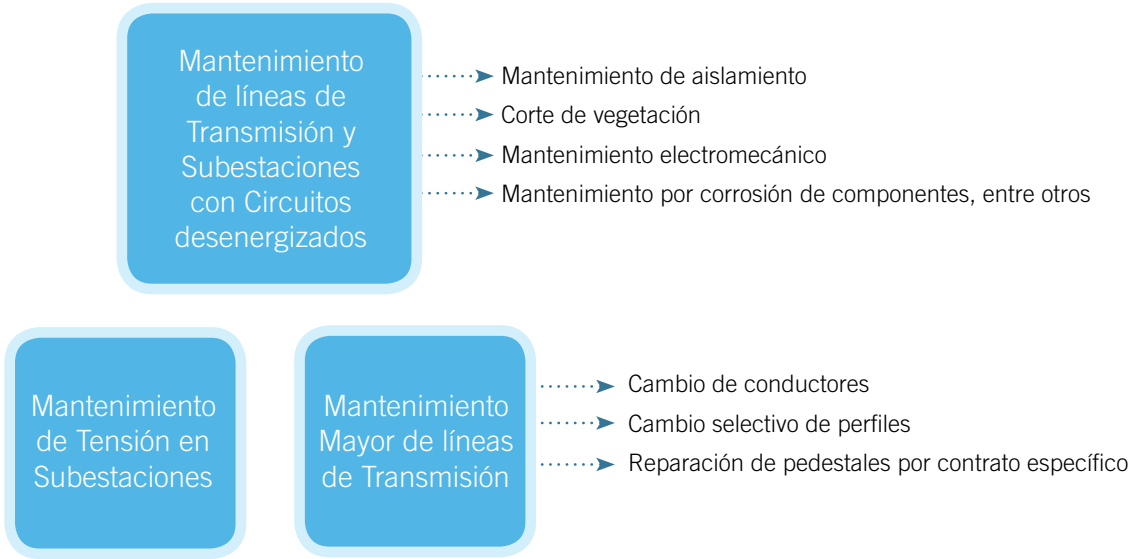 Mantenimiento
de líneas de
Transmisión y
Subestaciones
con Circuitos
desenergizados
Mantenimiento de aislamiento
Corte de vegetación
Mantenimiento electromecánico
Mantenimiento por corrosión de componentes, entre otros
Mantenimiento
de Tensión en
Subestaciones
Mantenimiento
Mayor de líneas
de Transmisión
Cambio de conductores
Cambio selectivo de perfiles
Reparación de pedestales por contrato específico